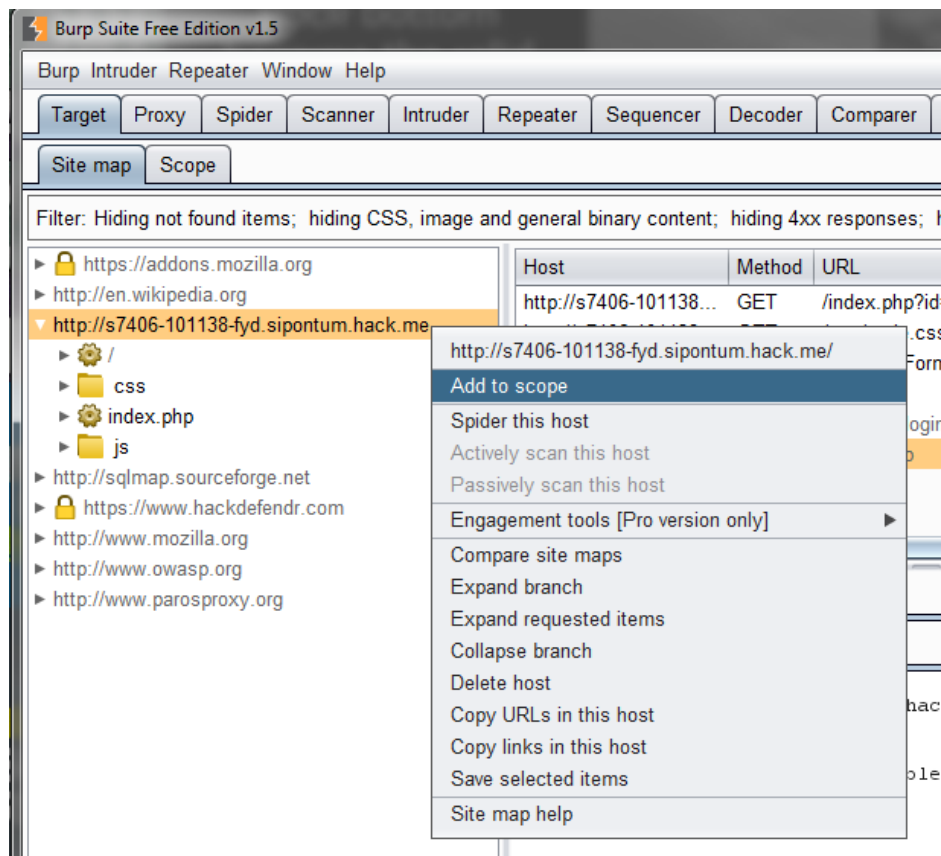 Burp Suite Free Edition v1.5
Burp Intruder Repeater Window Help
Target Proxy Spider Scanner Intruder Repeater Sequencer Decoder Comparer
Site map Scope
Filter: Hiding not found items; hiding CSS, image and general binary content; hiding 4xx responses;
https://addons.mozilla.org
http://en.wikipedia.org
http://s7406-101138-fyd.sipontum.hack.me
/
css
index.php
js
http://sqlmap.sourceforge.net
https://www.hackdefendr.com
http://www.mozilla.org
http://www.owasp.org
http://www.parosproxy.org
Host Method URL
http://s7406-101138... GET /index.php?id
http://s7406-101138-fyd.sipontum.hack.me/
Add to scope
Spider this host
Actively scan this host
Passively scan this host
Engagement tools [Pro version only]
Compare site maps
Expand branch
Expand requested items
Collapse branch
Delete host
Copy URLs in this host
Copy links in this host
Save selected items
Site map help